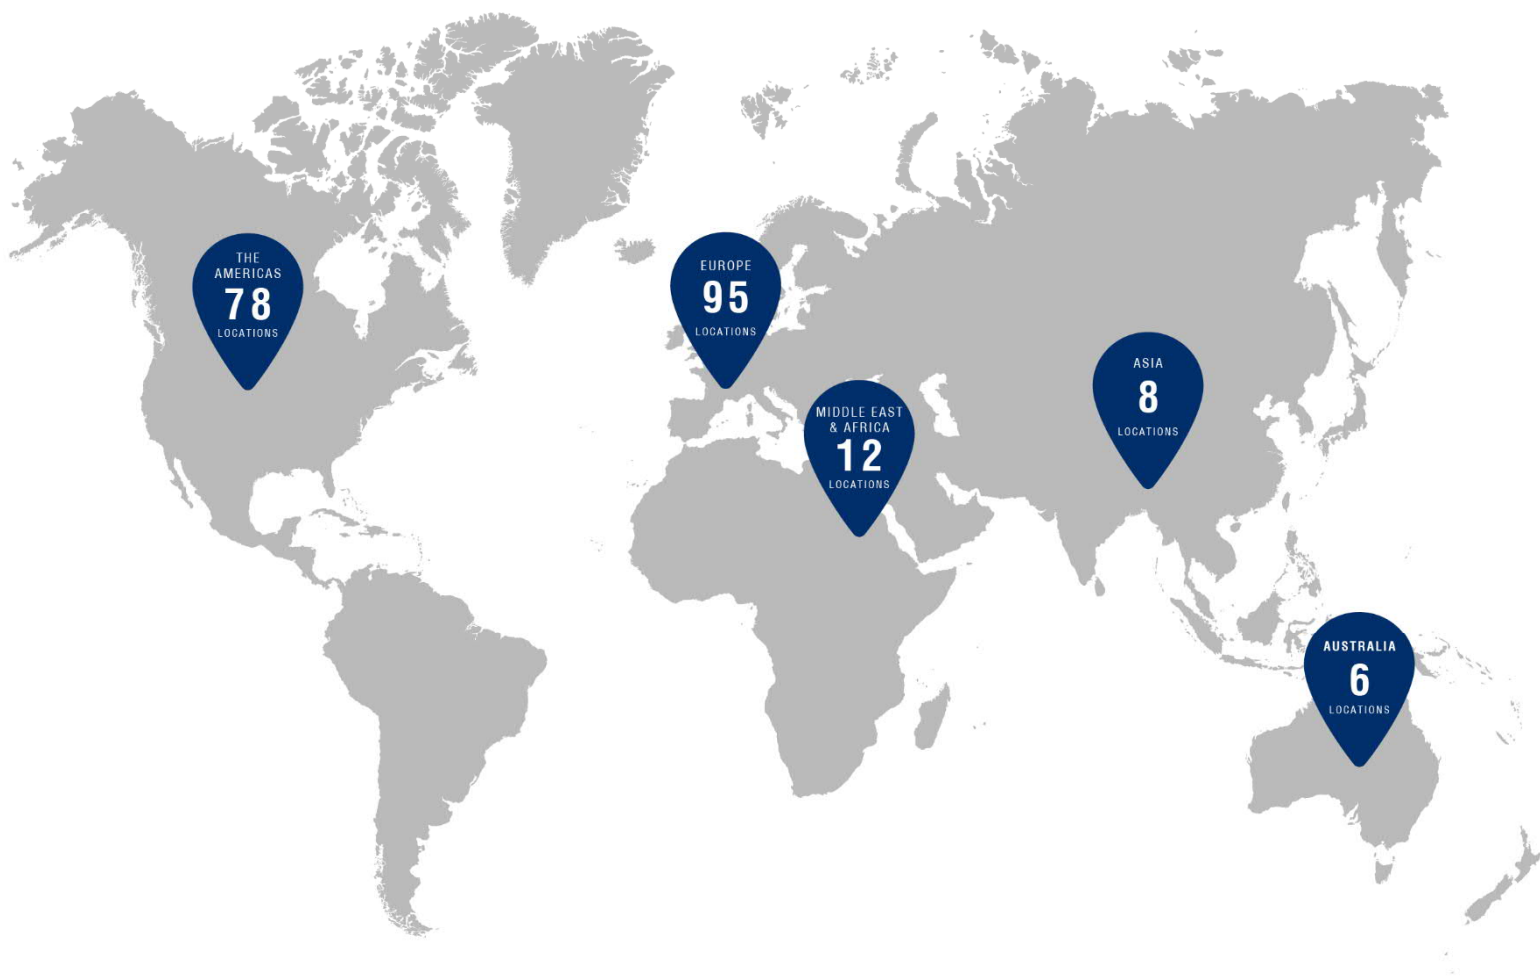 THE
AMERICAS
78
LOCATIONS
EUROPE
95
LOCATIONS
MIDDLE EAST
& AFRICA
12
LOCATIONS
ASIA
8
LOCATIONS
AUSTRALIA
6
LOCATIONS